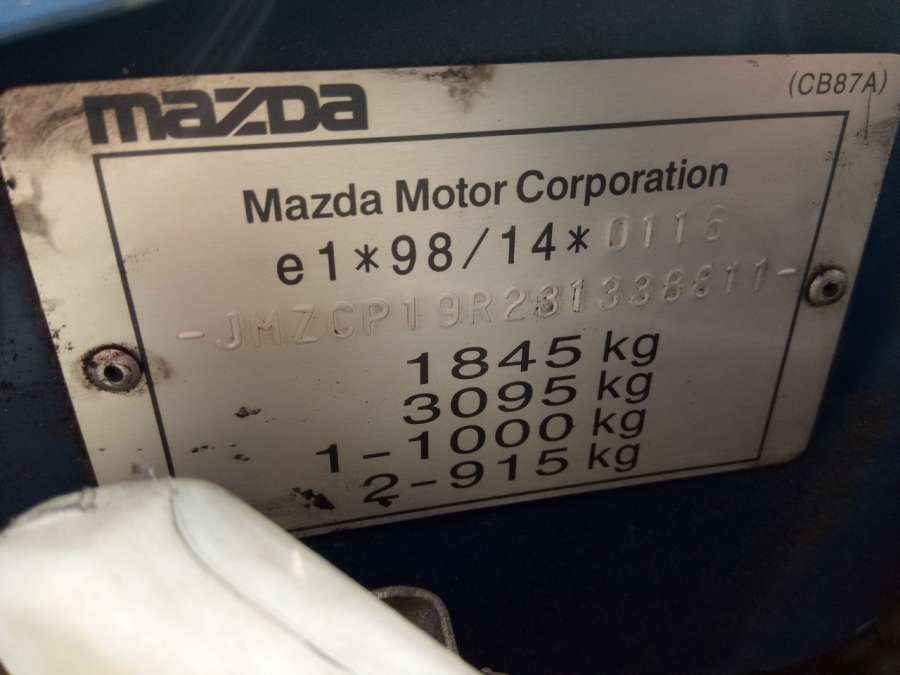 mazda
(CB87A)
Mazda Motor Corporation
e1*98/14*0116
-JMZCP19R231338811-
1845 kg
3095 kg
1-1000 kg
2-915 kg